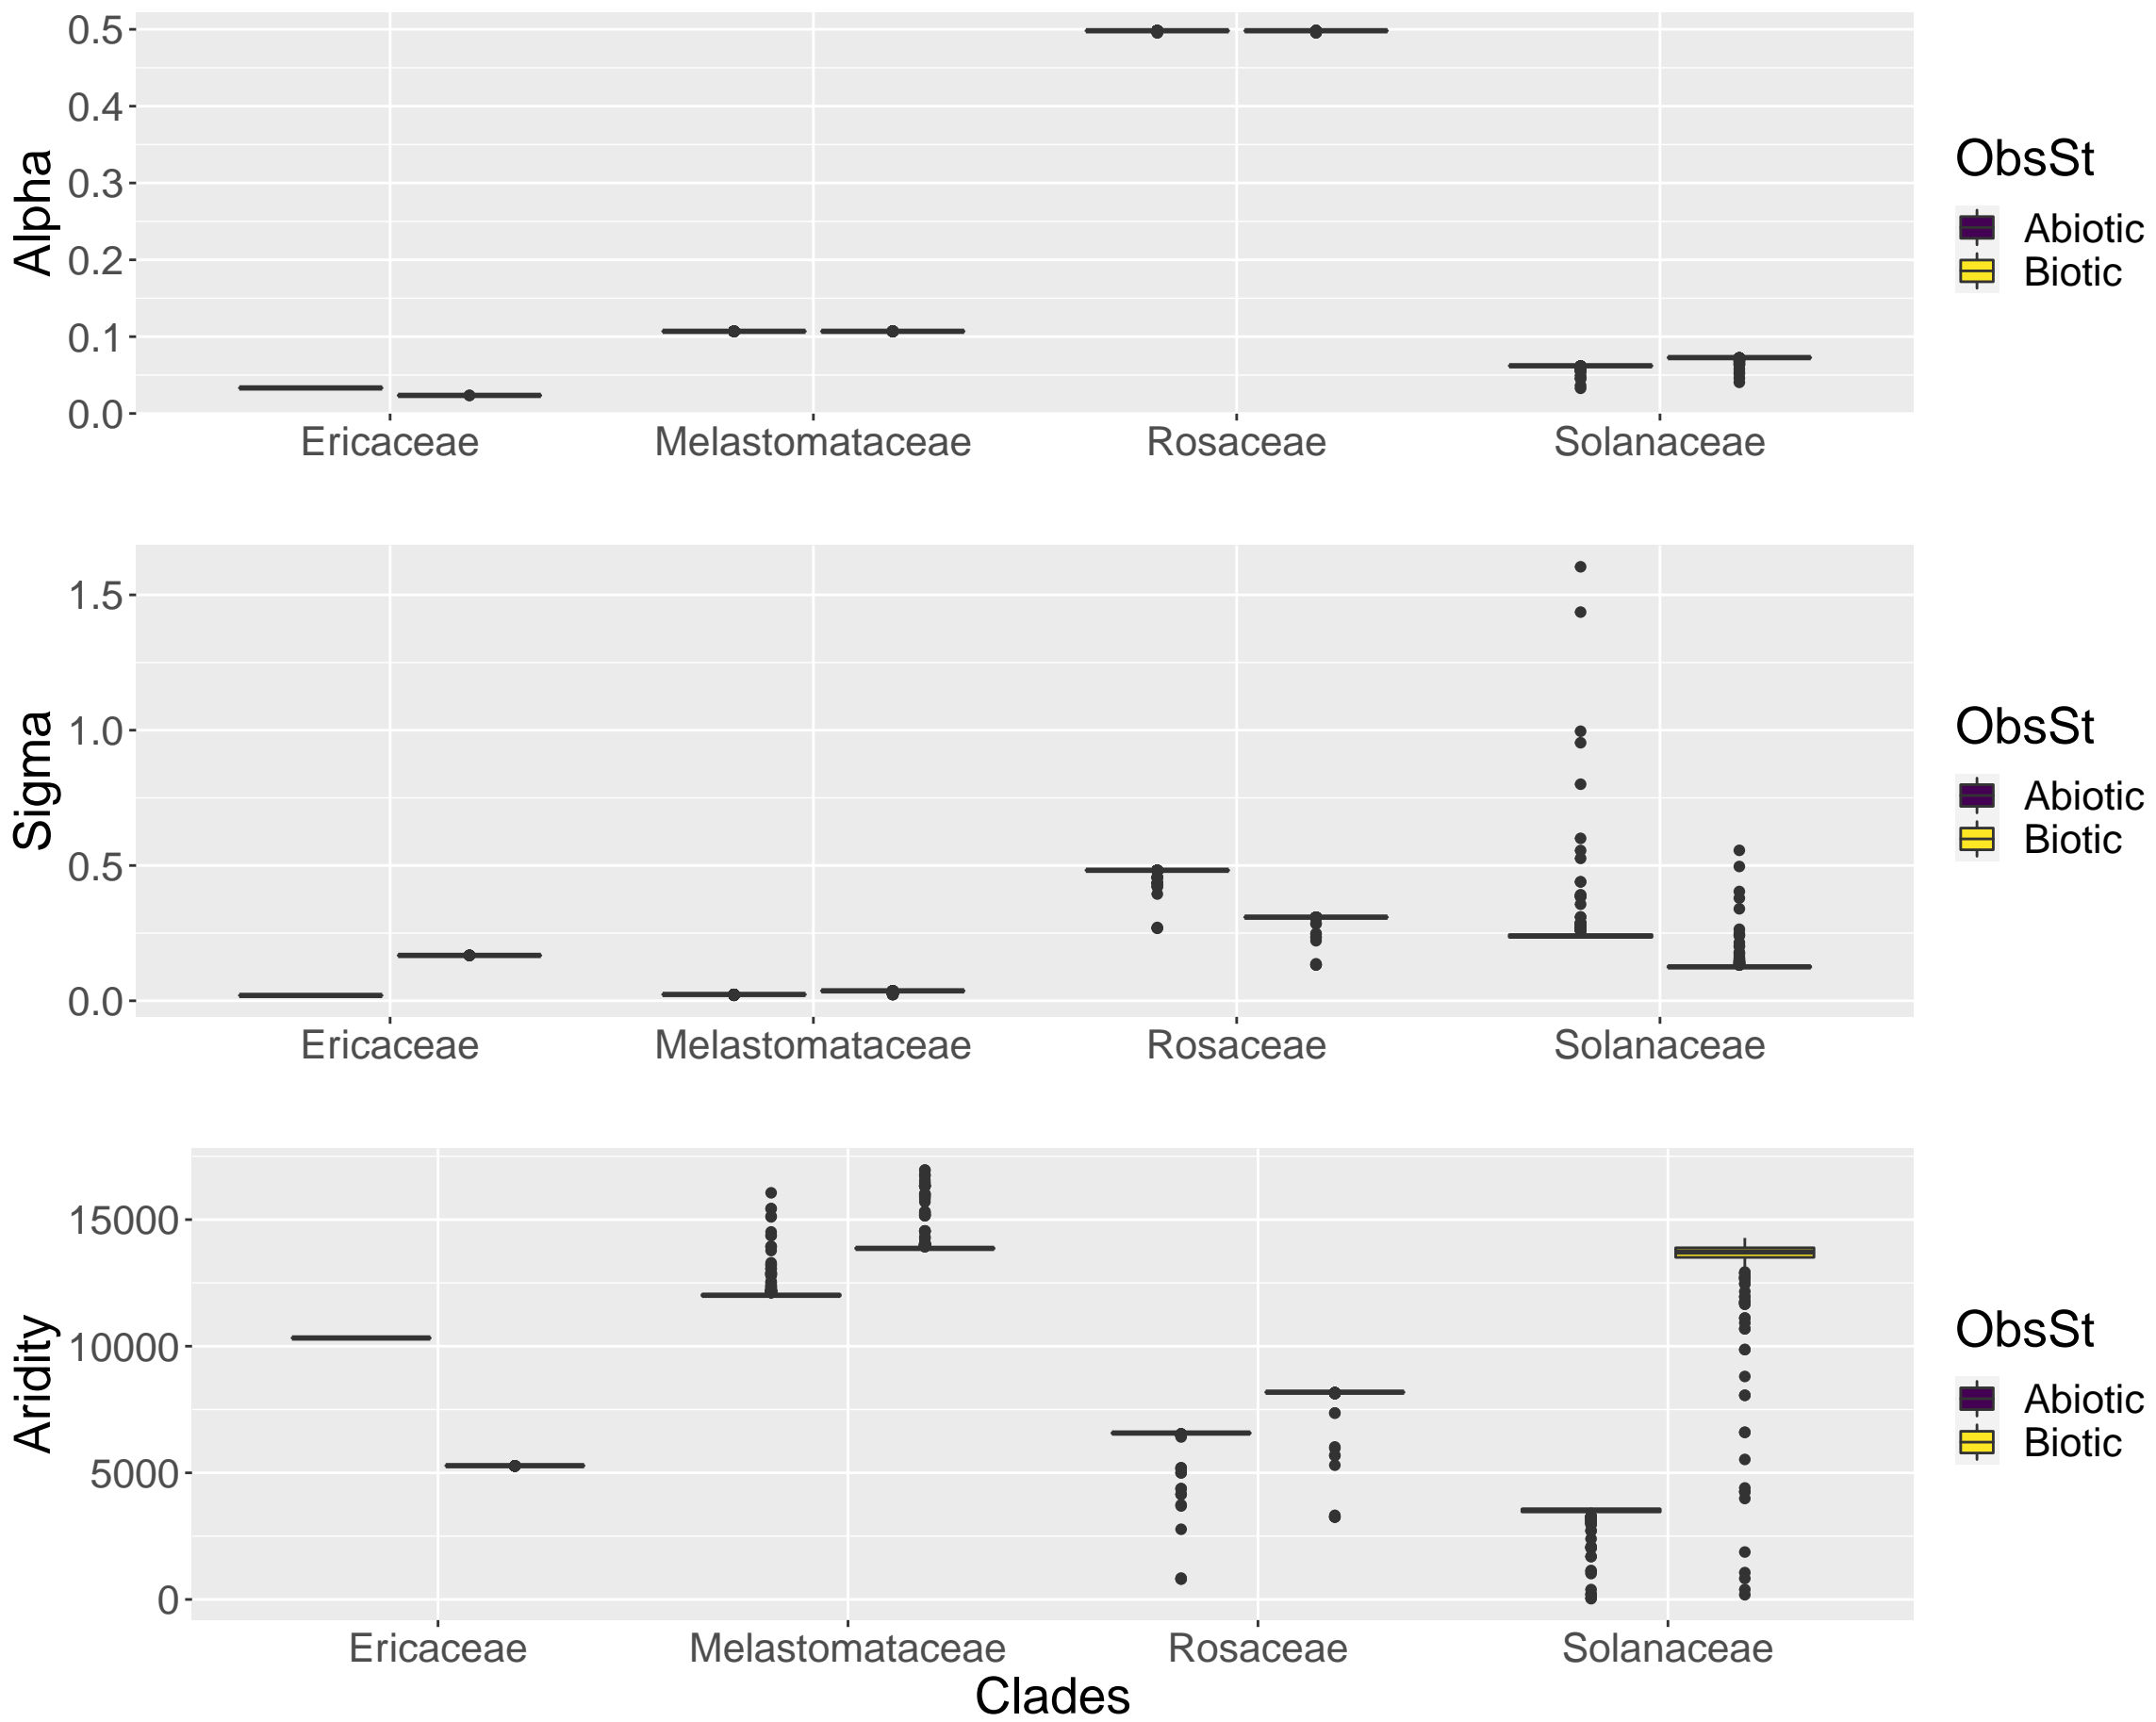 Alpha
0.5
0.4
0.3
0.2
0.1
0.0
Ericaceae Melastomataceae Rosaceae Solanaceae
ObsSt
Abiotic
Biotic
Sigma
1.5
1.0
0.5
0.0
Ericaceae Melastomataceae Rosaceae Solanaceae
ObsSt
Abiotic
Biotic
Aridity
15000
10000
5000
0
Ericaceae Melastomataceae Rosaceae Solanaceae
Clades
ObsSt
Abiotic
Biotic